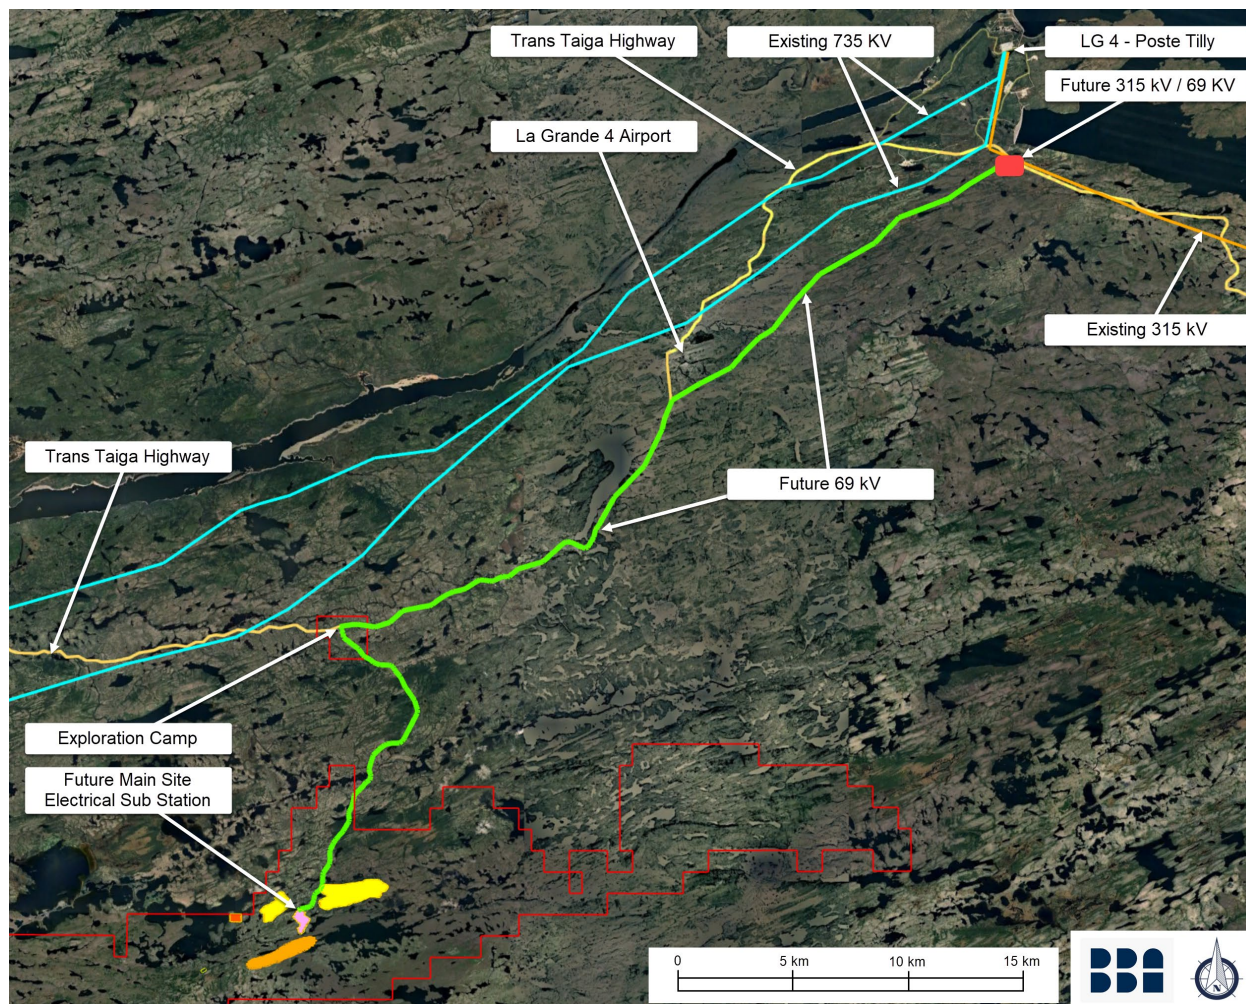 Trans Taiga Highway
Existing 735 KV
LG 4 - Poste Tilly
Future 315 kV / 69 KV
La Grande 4 Airport
Existing 315 kV
Trans Taiga Highway
Future 69 kV
Exploration Camp
Future Main Site
Electrical Sub Station
0
5 km
10 km
15 km
BBA
N